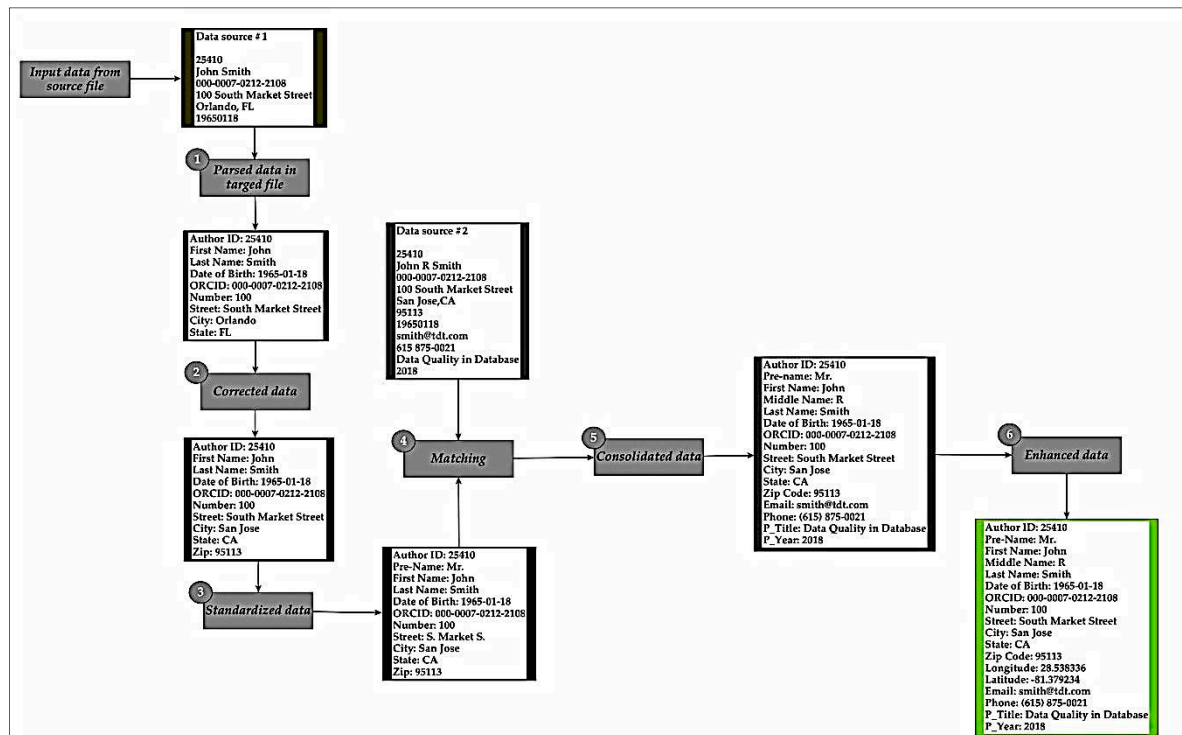 Input data from
source file
Data source #1
25410
John Smith
000-0007-0212-2108
100 South Market Street
Orlando, FL
19650118
1
Parsed data in
targed file
Author ID: 25410
First Name: John
Last Name: Smith
Date of Birth: 1965-01-18
ORCID: 000-0007-0212-2108
Number: 100
Street: South Market Street
City: Orlando
State: FL
2
Corrected data
Author ID: 25410
First Name: John
Last Name: Smith
Date of Birth: 1965-01-18
ORCID: 000-0007-0212-2108
Number: 100
Street: South Market Street
City: San Jose
State: CA
Zip: 95113
3
Standardized data
Author ID: 25410
Pre-Name: Mr.
First Name: John
Last Name: Smith
Date of Birth: 1965-01-18
ORCID: 000-0007-0212-2108
Number: 100
Street: S. Market S.
City: San Jose
State: CA
Zip: 95113
Data source #2
25410
John R Smith
000-0007-0212-2108
100 South Market Street
San Jose,CA
95113
19650118
smith@tdt.com
615 875-0021
Data Quality in Database
2018
4
Matching
5
Consolidated data
Author ID: 25410
Pre-name: Mr.
First Name: John
Middle Name: R
Last Name: Smith
Date of Birth: 1965-01-18
ORCID: 000-0007-0212-2108
Number: 100
Street: South Market Street
City: San Jose
State: CA
Zip Code: 95113
Email: smith@tdt.com
Phone: (615) 875-0021
P_Title: Data Quality in Database
P_Year: 2018
6
Enhanced data
Author ID: 25410
Pre-Name: Mr.
First Name: John
Middle Name: R
Last Name: Smith
Date of Birth: 1965-01-18
ORCID: 000-0007-0212-2108
Number: 100
Street: South Market Street
City: San Jose
State: CA
Zip Code: 95113
Longitude: 28.538336
Latitude: -81.379234
Email: smith@tdt.com
Phone: (615) 875-0021
P_Title: Data Quality in Database
P_Year: 2018